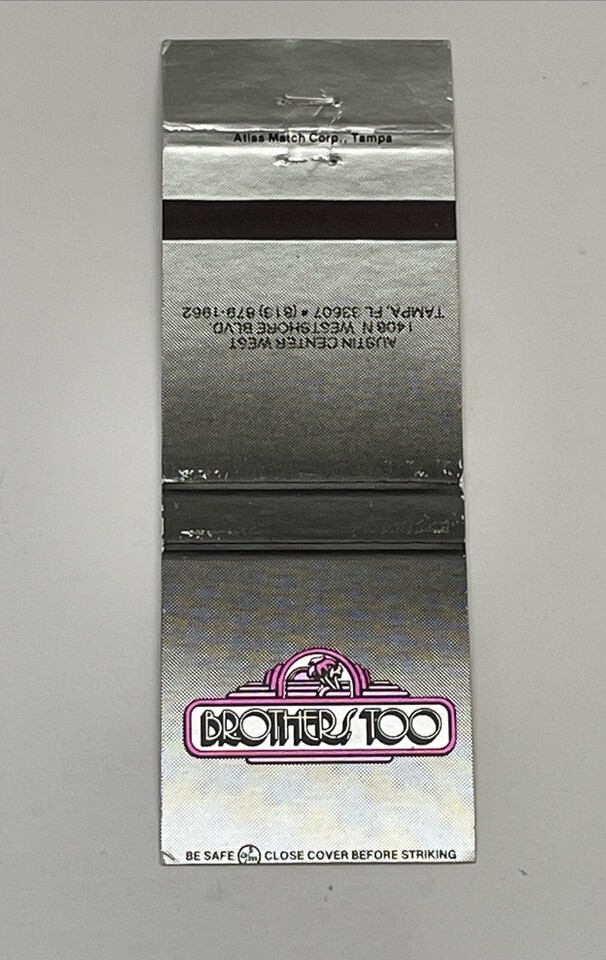 Atlas Match Corp., Tampa
AUSTIN CENTER WEST
1408 N. WESTSHORE BLVD.
TAMPA, FL 33607 * (813) 879-1962
BROTHERS TOO
BE SAFE CLOSE COVER BEFORE STRIKING